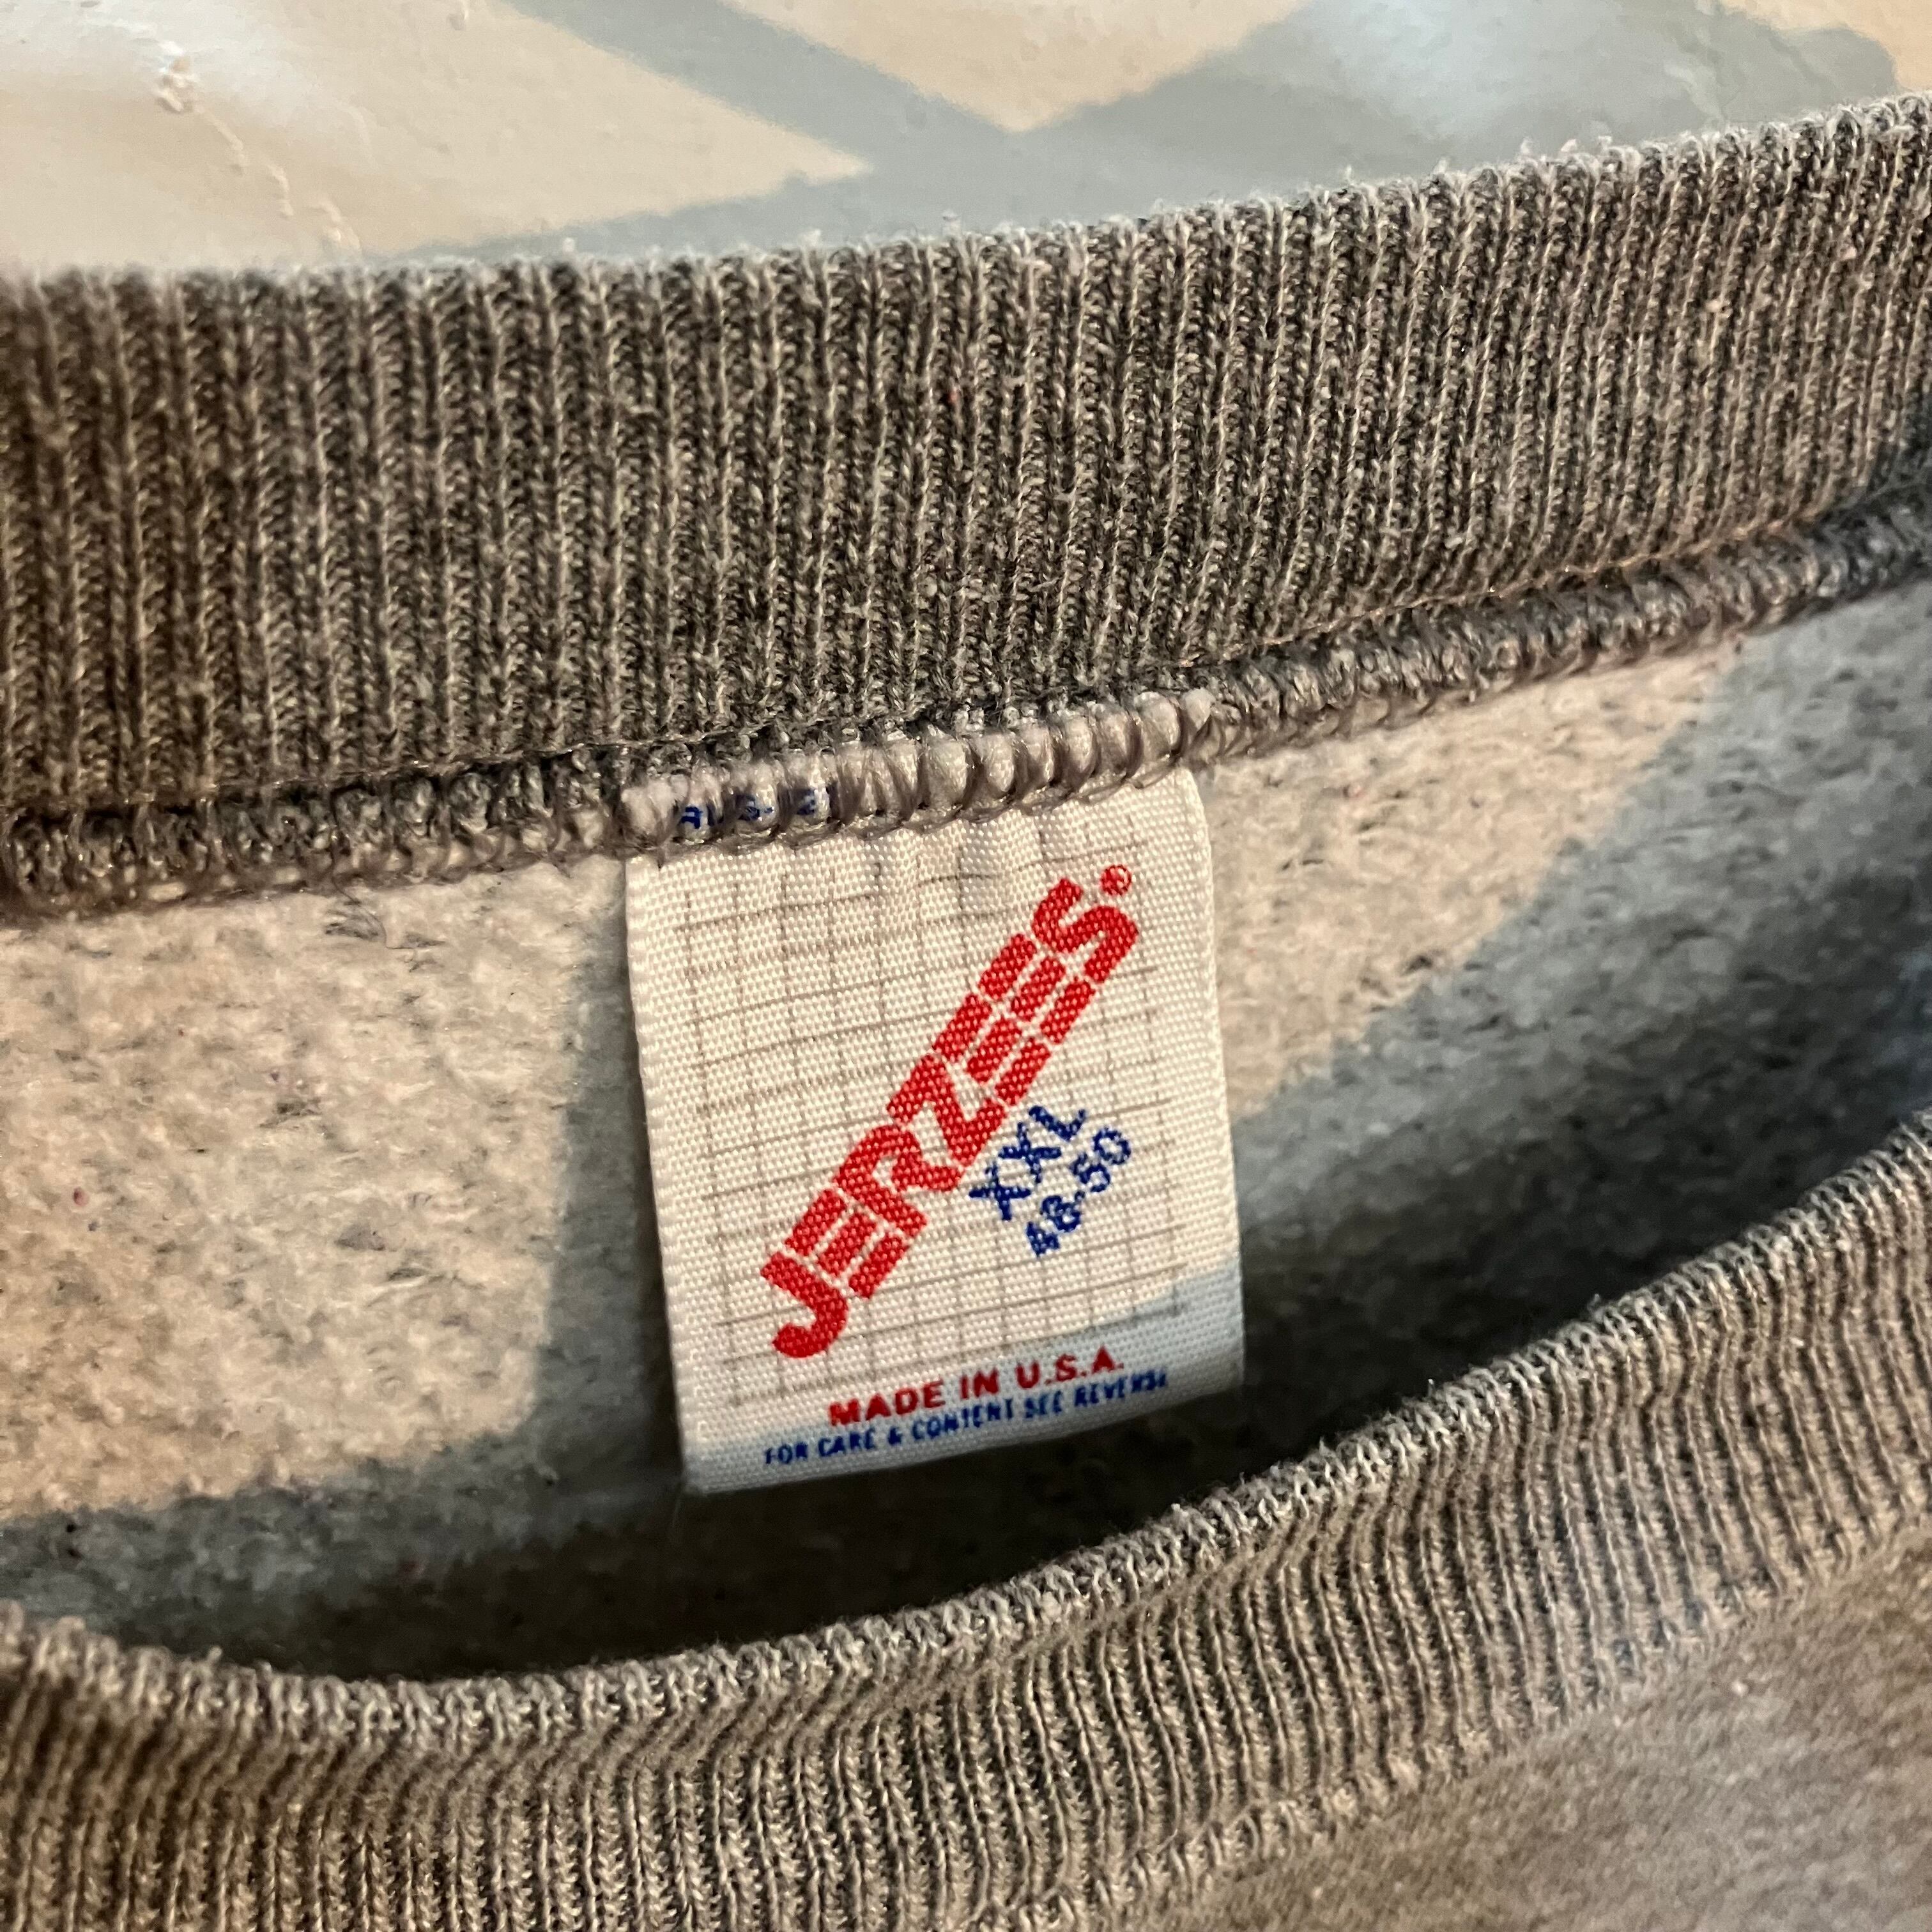 JERZEES®
XXL
48-50
MADE IN U.S.A.
FOR CARE & CONTENT SEE REVERSE